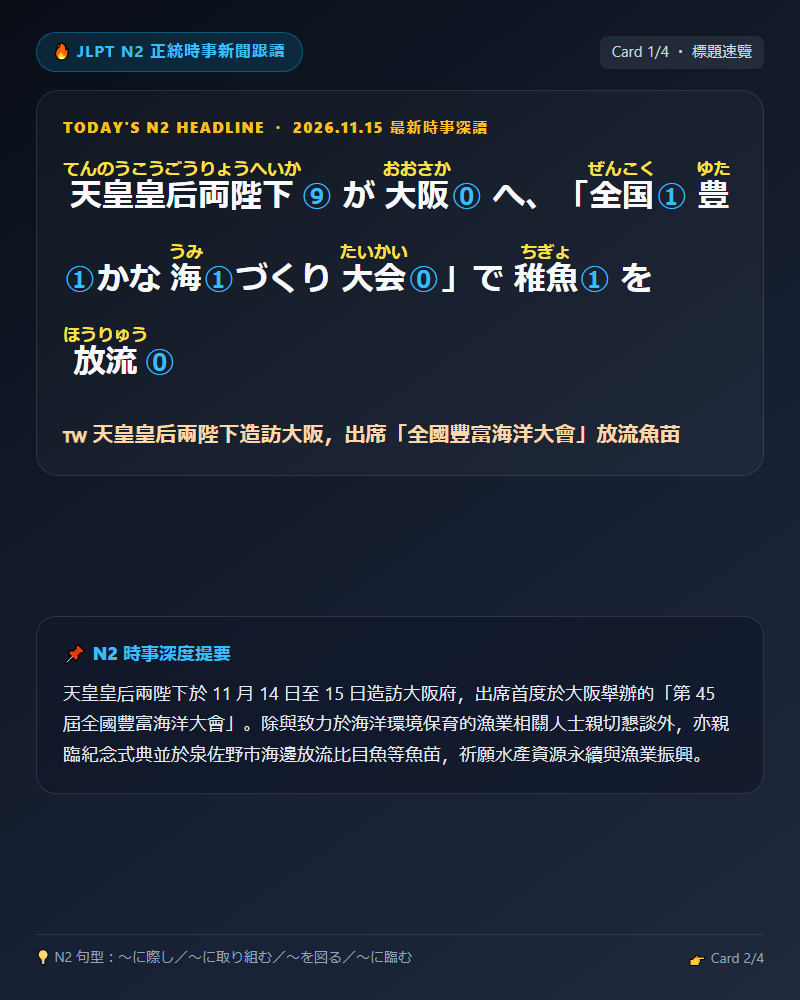 🔥 JLPT N2 正統時事新聞跟讀
Card 1/4 ・ 標題速覽
TODAY'S N2 HEADLINE ・ 2026.11.15 最新時事深讀
てんのうこうごうりょうへいか おおさか ぜんこく ゆた
天皇皇后両陛下⑨ が 大阪⓪ へ、「全国① 豊
うみ たいかい ちぎょ
①かな 海①づくり 大会⓪」で 稚魚① を
ほうりゅう
放流⓪
TW 天皇皇后兩陛下造訪大阪，出席「全國豐富海洋大會」放流魚苗
📌 N2 時事深度提要
天皇皇后兩陛下於 11 月 14 日至 15 日造訪大阪府，出席首度於大阪舉辦的「第 45
屆全國豐富海洋大會」。除與致力於海洋環境保育的漁業相關人士親切懇談外，亦親
臨紀念式典並於泉佐野市海邊放流比目魚等魚苗，祈願水產資源永續與漁業振興。
💡 N2 句型：～に際し／～に取り組む／～を図る／～に臨む
👉 Card 2/4